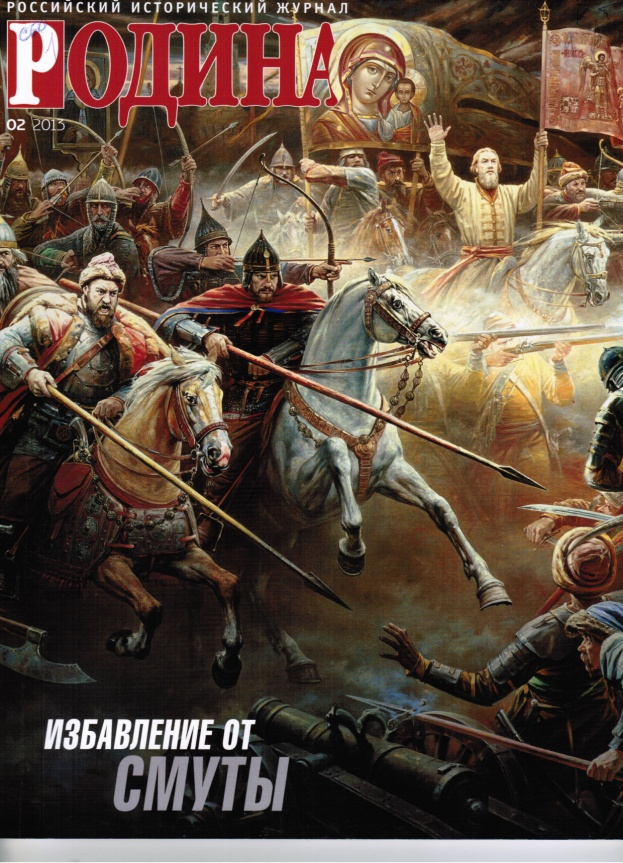 РОССИЙСКИЙ ИСТОРИЧЕСКИЙ ЖУРНАЛ
РОДИНА
02 2013
ИЗБАВЛЕНИЕ ОТ
СМУТЫ